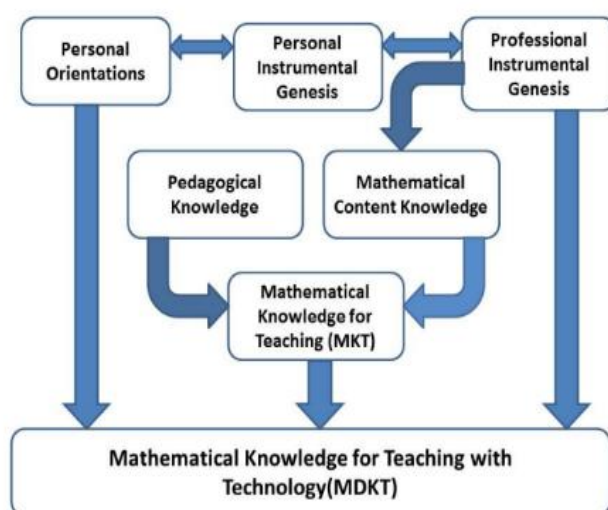 Personal
Orientations
Personal
Instrumental
Genesis
Professional
Instrumental
Genesis
Pedagogical
Knowledge
Mathematical
Content Knowledge
Mathematical
Knowledge for
Teaching (MKT)
Mathematical Knowledge for Teaching with
Technology(MDKT)